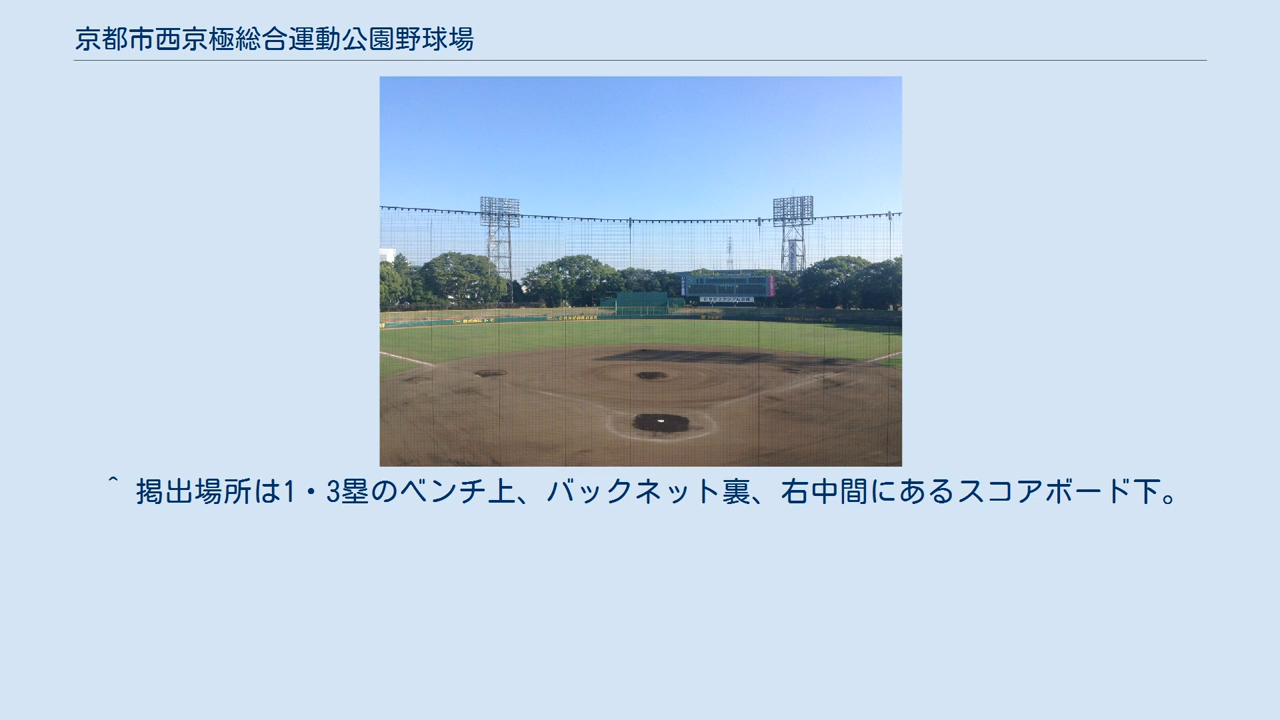 京都市西京極総合運動公園野球場
^ 掲出場所は1・3塁のベンチ上、バックネット裏、右中間にあるスコアボード下。